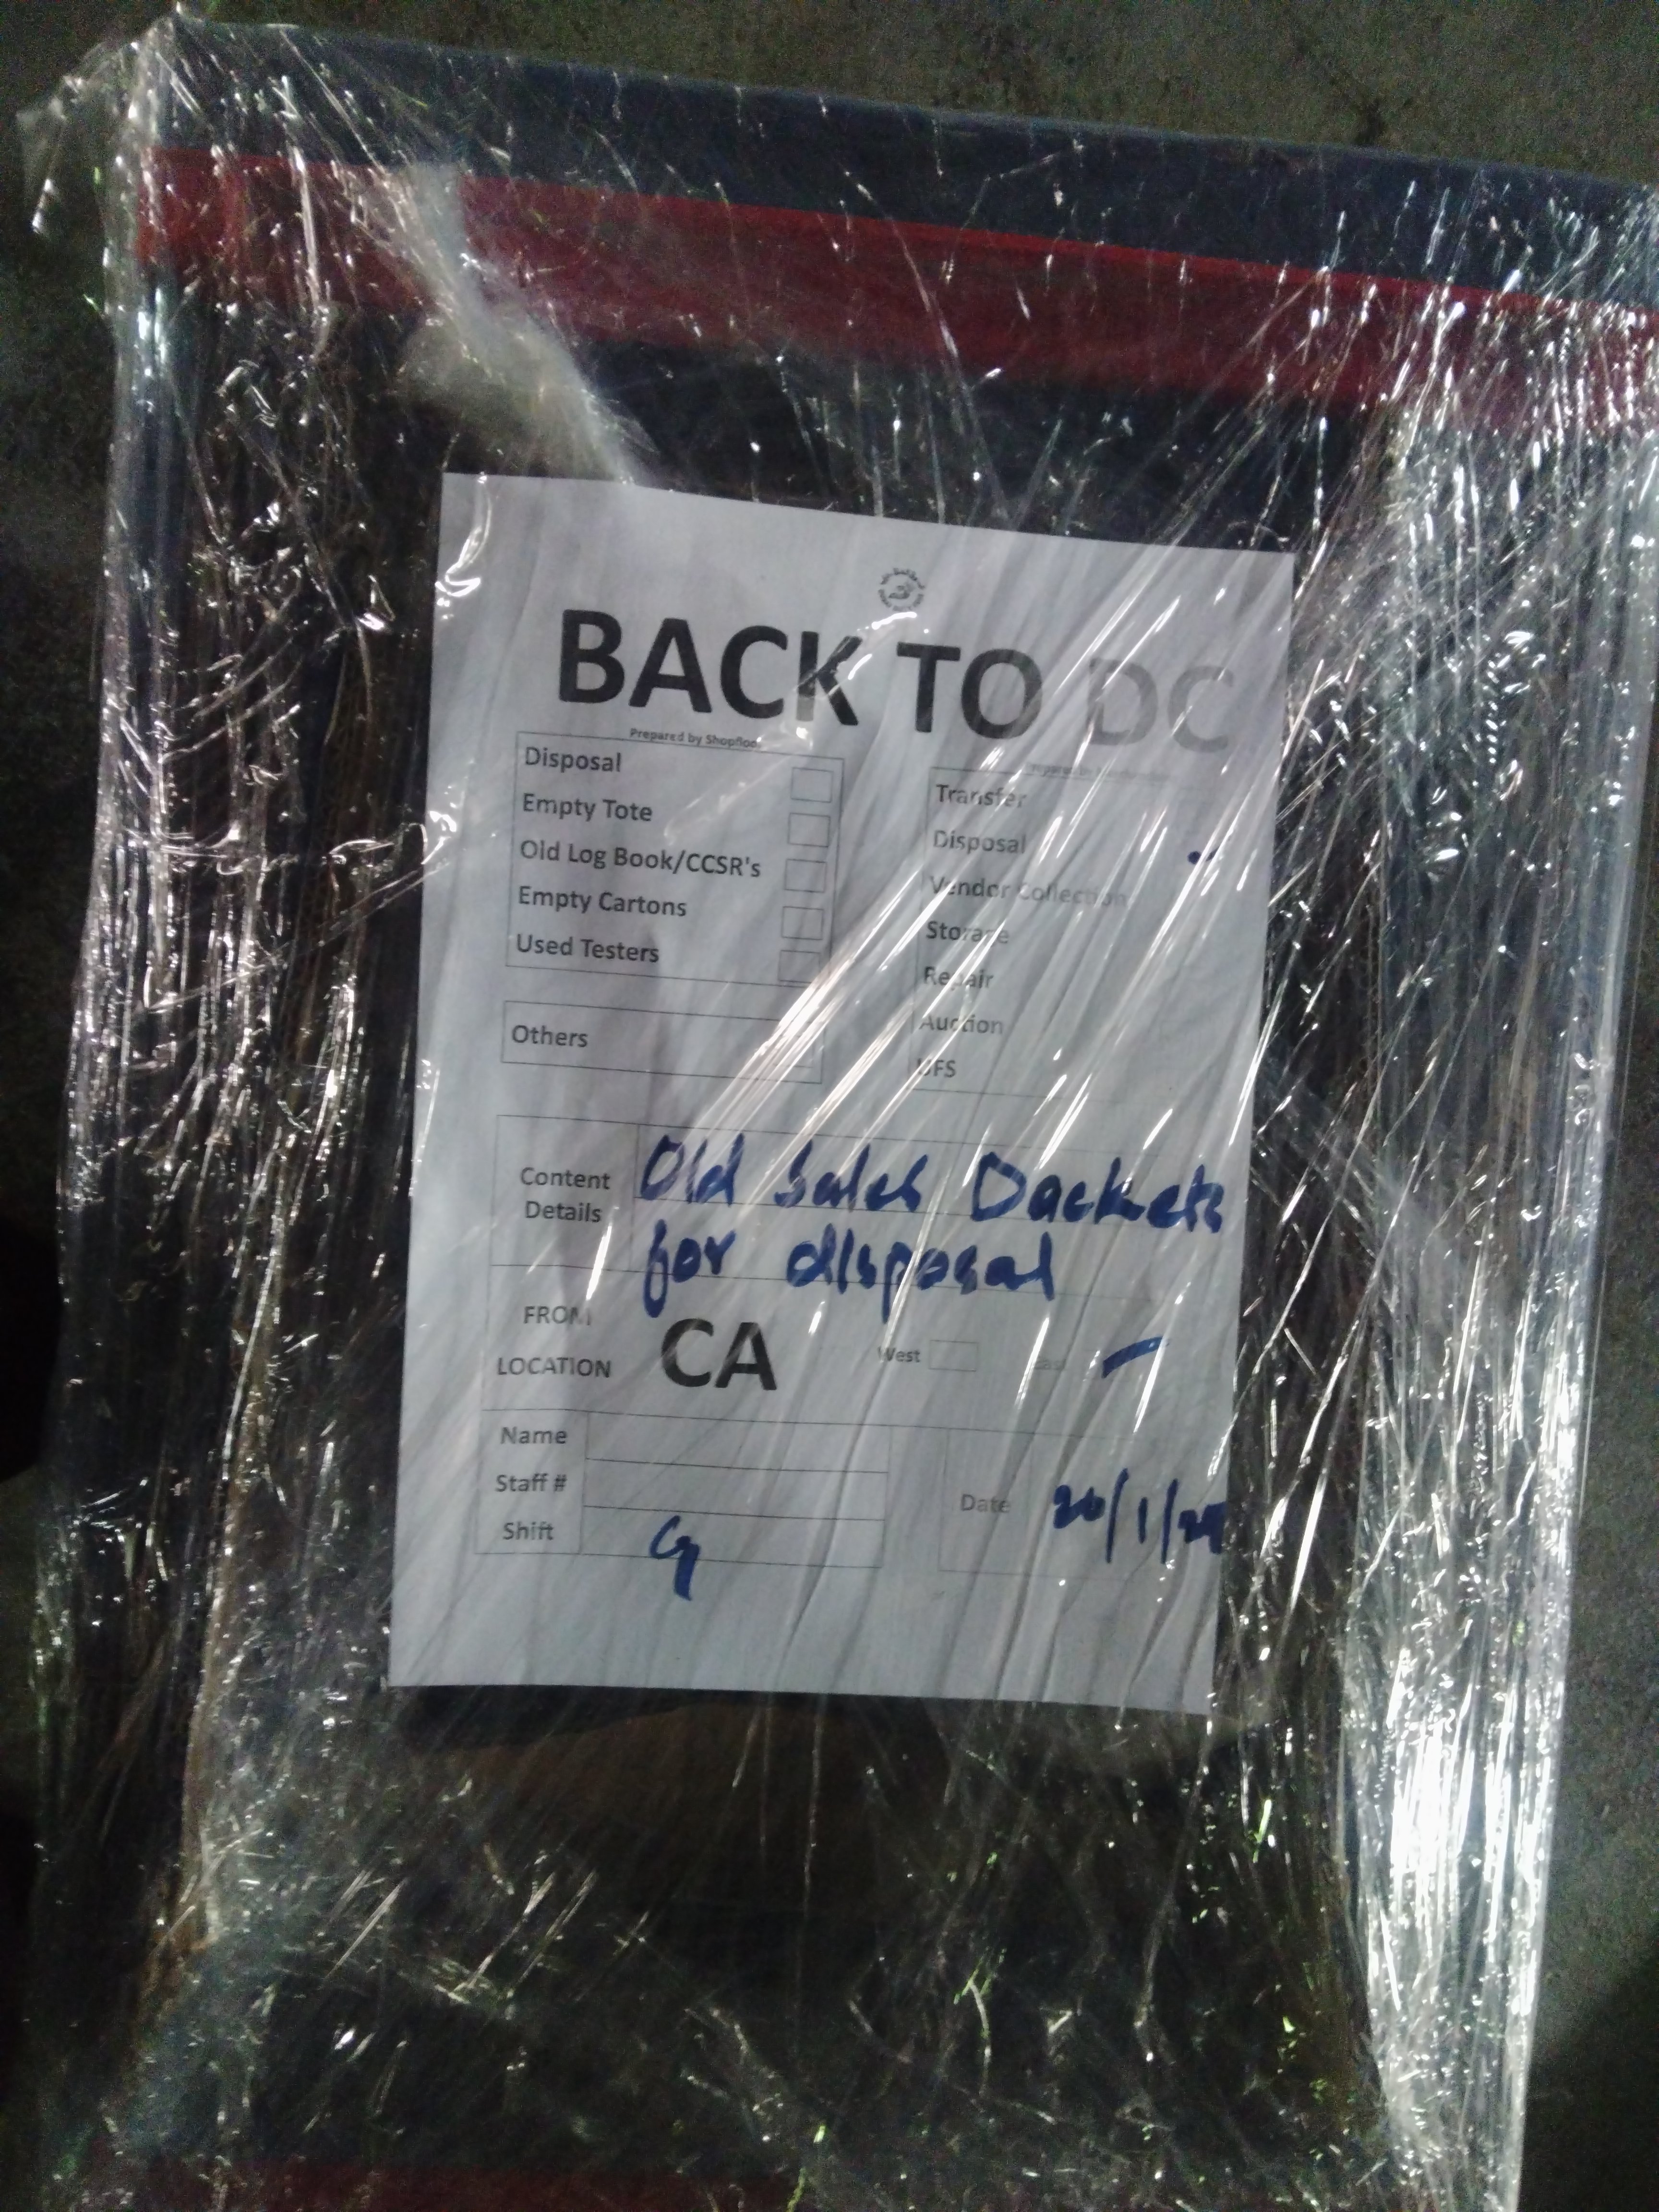 BACK TO DC
Prepared by Shopfloor
Disposal
Empty Tote
Old Log Book/CCSR's
Empty Cartons
Used Testers
Others
Transfer
Disposal
Vendor Collection
Storage
Repair
Auction
UFS
Content
Details
Old Sales Dockets
for disposal
FROM
LOCATION
CA
West
East
Name
Staff #
Shift G
Date